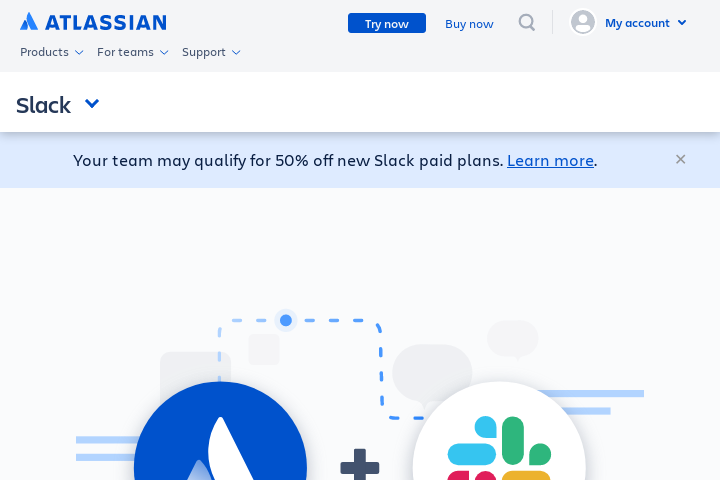 ATLASSIAN
Try now
Buy now
My account
Products
For teams
Support
Slack
Your team may qualify for 50% off new Slack paid plans. Learn more.